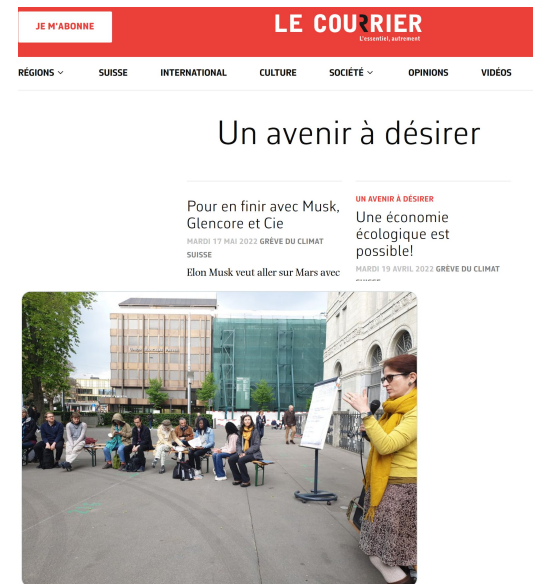 JE M'ABONNE
LE COURRIER
L'essentiel, autrement
RÉGIONS SUISSE INTERNATIONAL CULTURE SOCIÉTÉ OPINIONS VIDÉOS
Un avenir à désirer
Pour en finir avec Musk,
Glencore et Cie
MARDI 17 MAI 2022 GRÈVE DU CLIMAT
SUISSE
Elon Musk veut aller sur Mars avec
UN AVENIR À DÉSIRER
Une économie
écologique est
possible!
MARDI 19 AVRIL 2022 GRÈVE DU CLIMAT